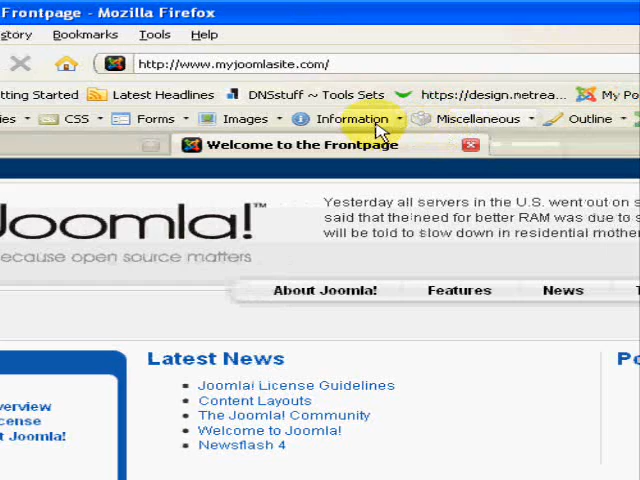 Frontpage - Mozilla Firefox
story Bookmarks Tools Help
http://www.myjoomlasite.com/
tting Started Latest Headlines DNSstuff ~ Tools Sets https://design.netrea... My Po
ies CSS Forms Images Information Miscellaneous Outline
Welcome to the Frontpage
Joomla!™
because open source matters
Yesterday all servers in the U.S. went out on s
said that the need for better RAM was due to s
will be told to slow down in residential mother
About Joomla! Features News T
Latest News
Po
Joomla! License Guidelines
Content Layouts
The Joomla! Community
Welcome to Joomla!
Newsflash 4
verview
cense
t Joomla!